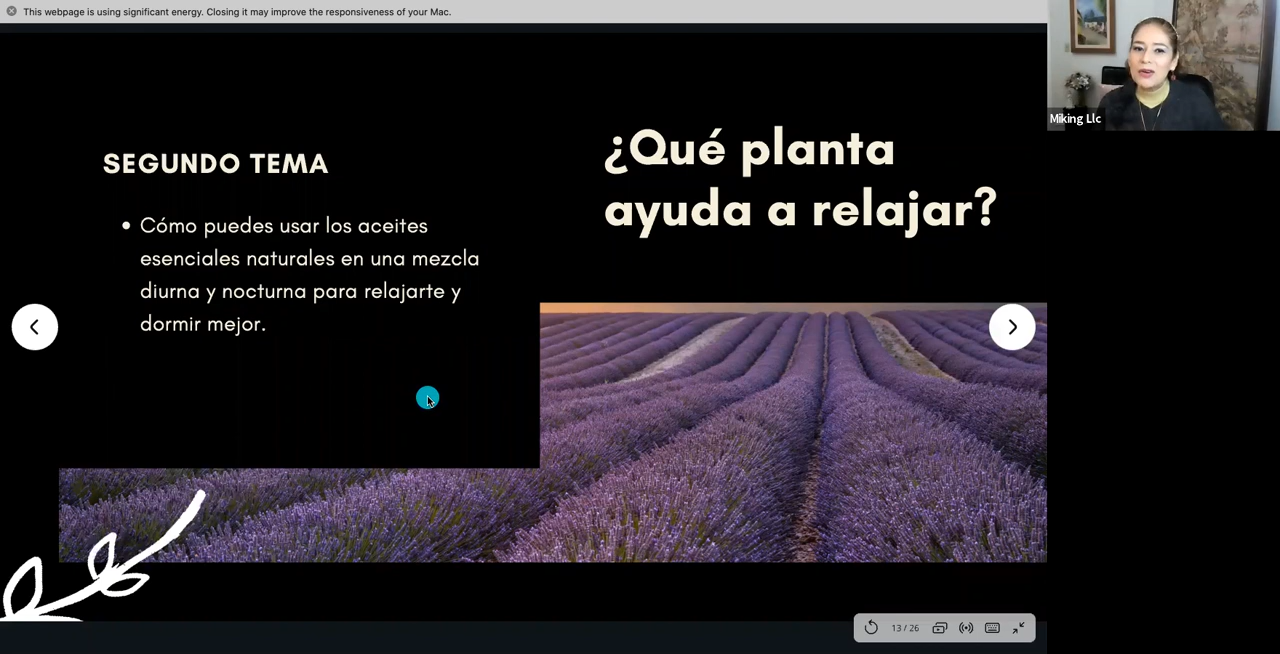 This webpage is using significant energy. Closing it may improve the responsiveness of your Mac.
SEGUNDO TEMA
• Cómo puedes usar los aceites
esenciales naturales en una mezcla
diurna y nocturna para relajarte y
dormir mejor.
¿Qué planta
ayuda a relajar?
Miking Llc
13 / 26